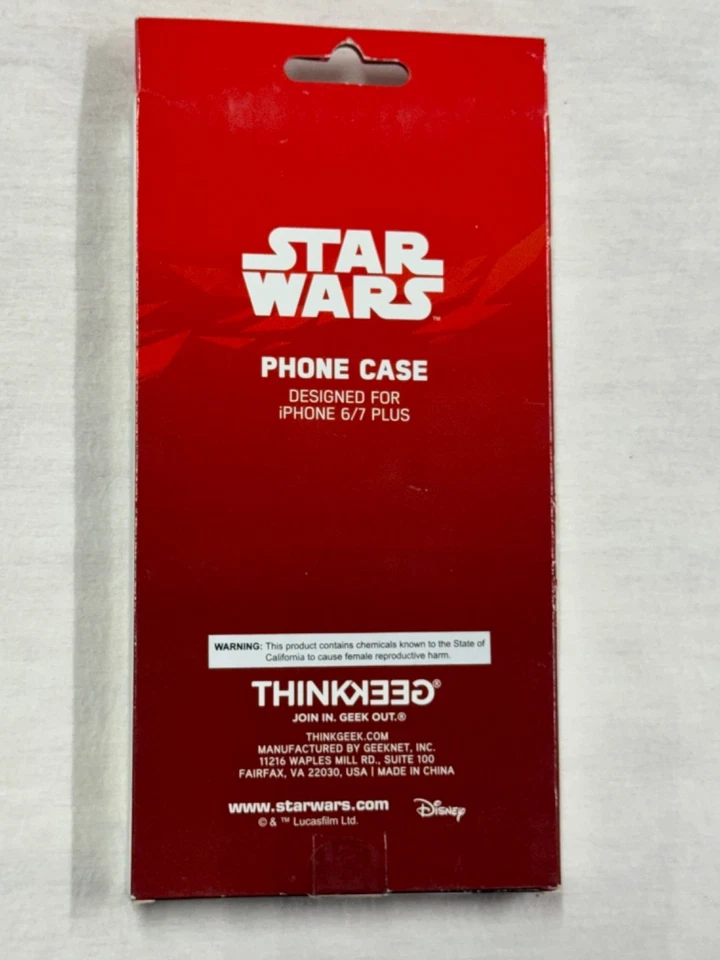 STAR
WARS™
PHONE CASE
DESIGNED FOR
iPHONE 6/7 PLUS
WARNING: This product contains chemicals known to the State of
California to cause female reproductive harm.
THINKGEEK®
JOIN IN. GEEK OUT.®
THINKGEEK.COM
MANUFACTURED BY GEEKNET, INC.
11216 WAPLES MILL RD., SUITE 100
FAIRFAX, VA 22030, USA | MADE IN CHINA
www.starwars.com
© & ™ Lucasfilm Ltd.
Disney